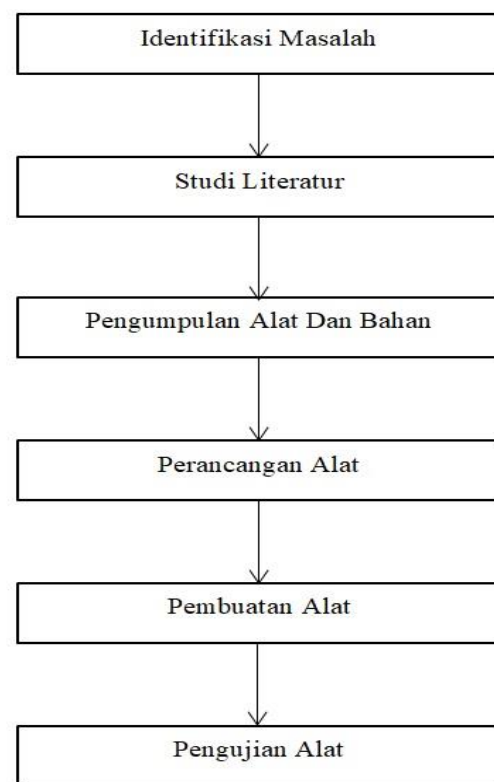 Identifikasi Masalah
Studi Literatur
Pengumpulan Alat Dan Bahan
Perancangan Alat
Pembuatan Alat
Pengujian Alat